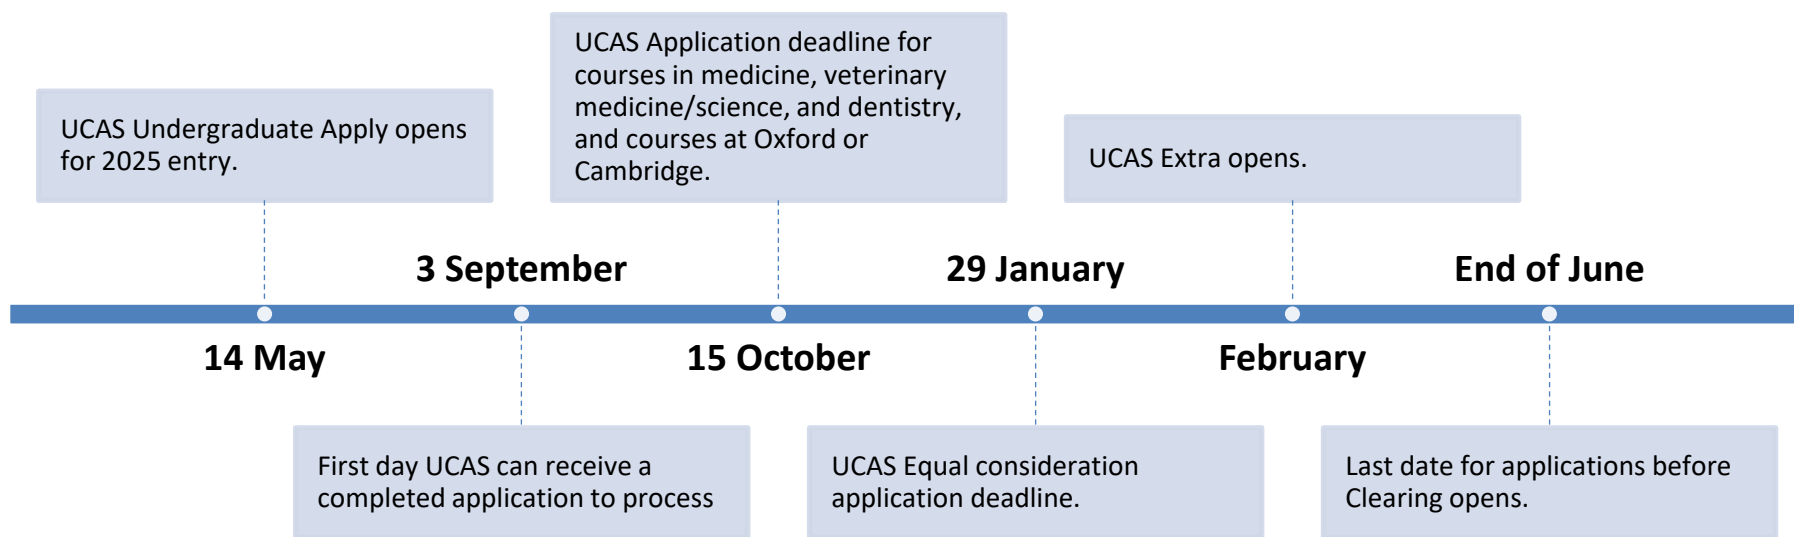 UCAS Undergraduate Apply opens
for 2025 entry.
14 May
3 September
First day UCAS can receive a
completed application to process
UCAS Application deadline for
courses in medicine, veterinary
medicine/science, and dentistry,
and courses at Oxford or
Cambridge.
15 October
29 January
UCAS Equal consideration
application deadline.
UCAS Extra opens.
February
End of June
Last date for applications before
Clearing opens.